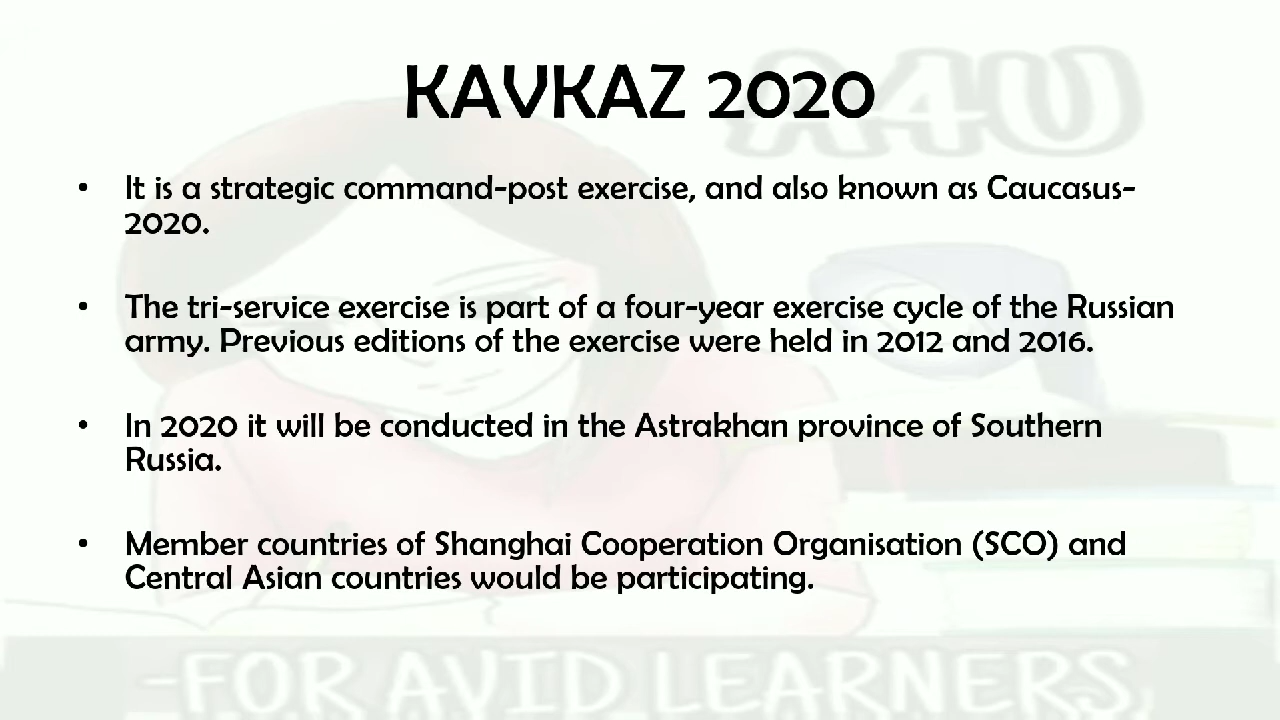 A4U
KAVKAZ 2020
• It is a strategic command-post exercise, and also known as Caucasus-
2020.
• The tri-service exercise is part of a four-year exercise cycle of the Russian
army. Previous editions of the exercise were held in 2012 and 2016.
• In 2020 it will be conducted in the Astrakhan province of Southern
Russia.
• Member countries of Shanghai Cooperation Organisation (SCO) and
Central Asian countries would be participating.
-FOR AVID LEARNERS